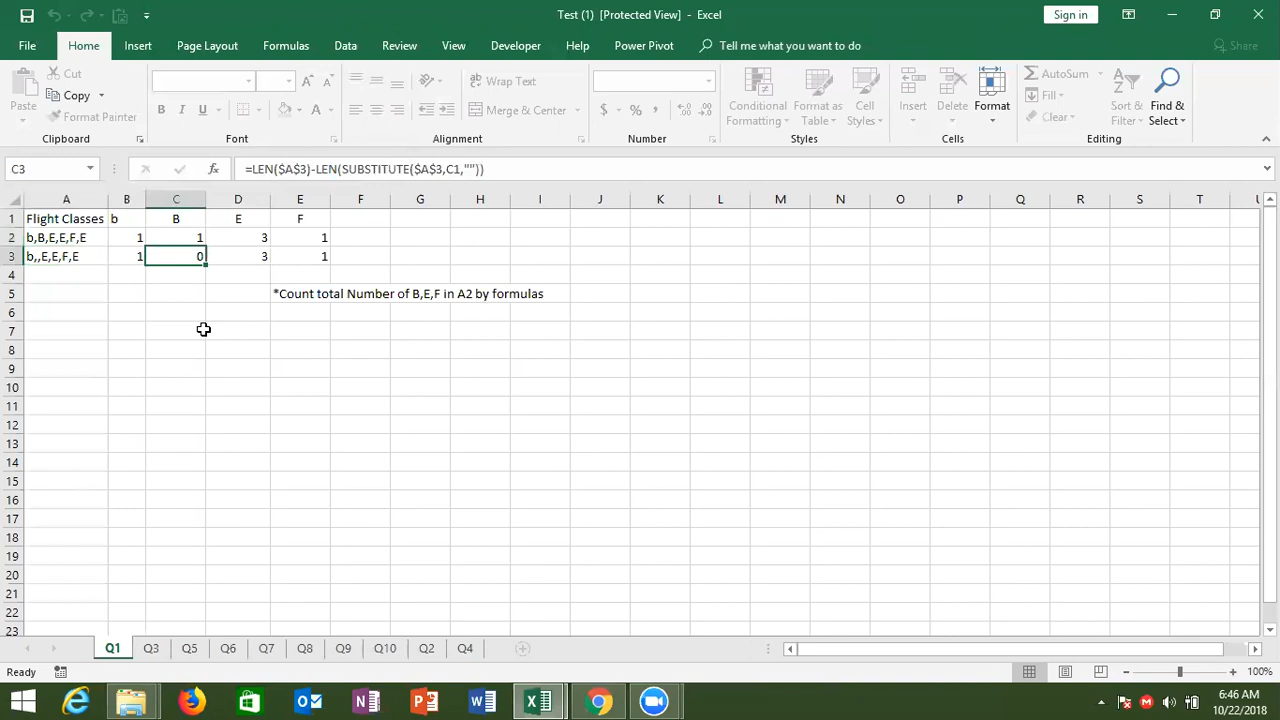 Test (1) [Protected View] - Excel
Sign in
File Home Insert Page Layout Formulas Data Review View Developer Help Power Pivot Tell me what you want to do Share
Paste
Cut
Copy
Format Painter
Clipboard
B I U
A A
Font
Wrap Text
Merge & Center
Alignment
$ % ,
Number
Conditional Formatting
Format as Table
Cell Styles
Styles
Insert
Delete
Format
Cells
AutoSum
Fill
Clear
Sort & Filter
Find & Select
Editing
C3 fx =LEN($A$3)-LEN(SUBSTITUTE($A$3,C1,""))
A B C D E F G H I J K L M N O P Q R S T U
1 Flight Classes b B E F
2 b,B,E,E,F,E 1 1 3 1
3 b,,E,E,F,E 1 0 3 1
4
5 *Count total Number of B,E,F in A2 by formulas
6
7
8
9
10
11
12
13
14
15
16
17
18
19
20
21
22
23
Q1 Q3 Q5 Q6 Q7 Q8 Q9 Q10 Q2 Q4
Ready 100%
6:46 AM
10/22/2018